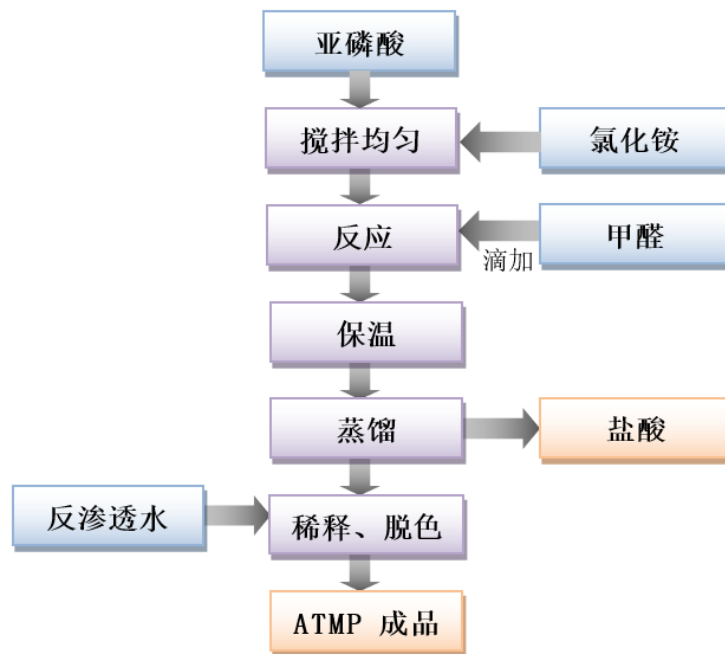 亚磷酸
搅拌均匀
氯化铵
反应
甲醛
滴加
保温
蒸馏
盐酸
反渗透水
稀释、脱色
ATMP 成品